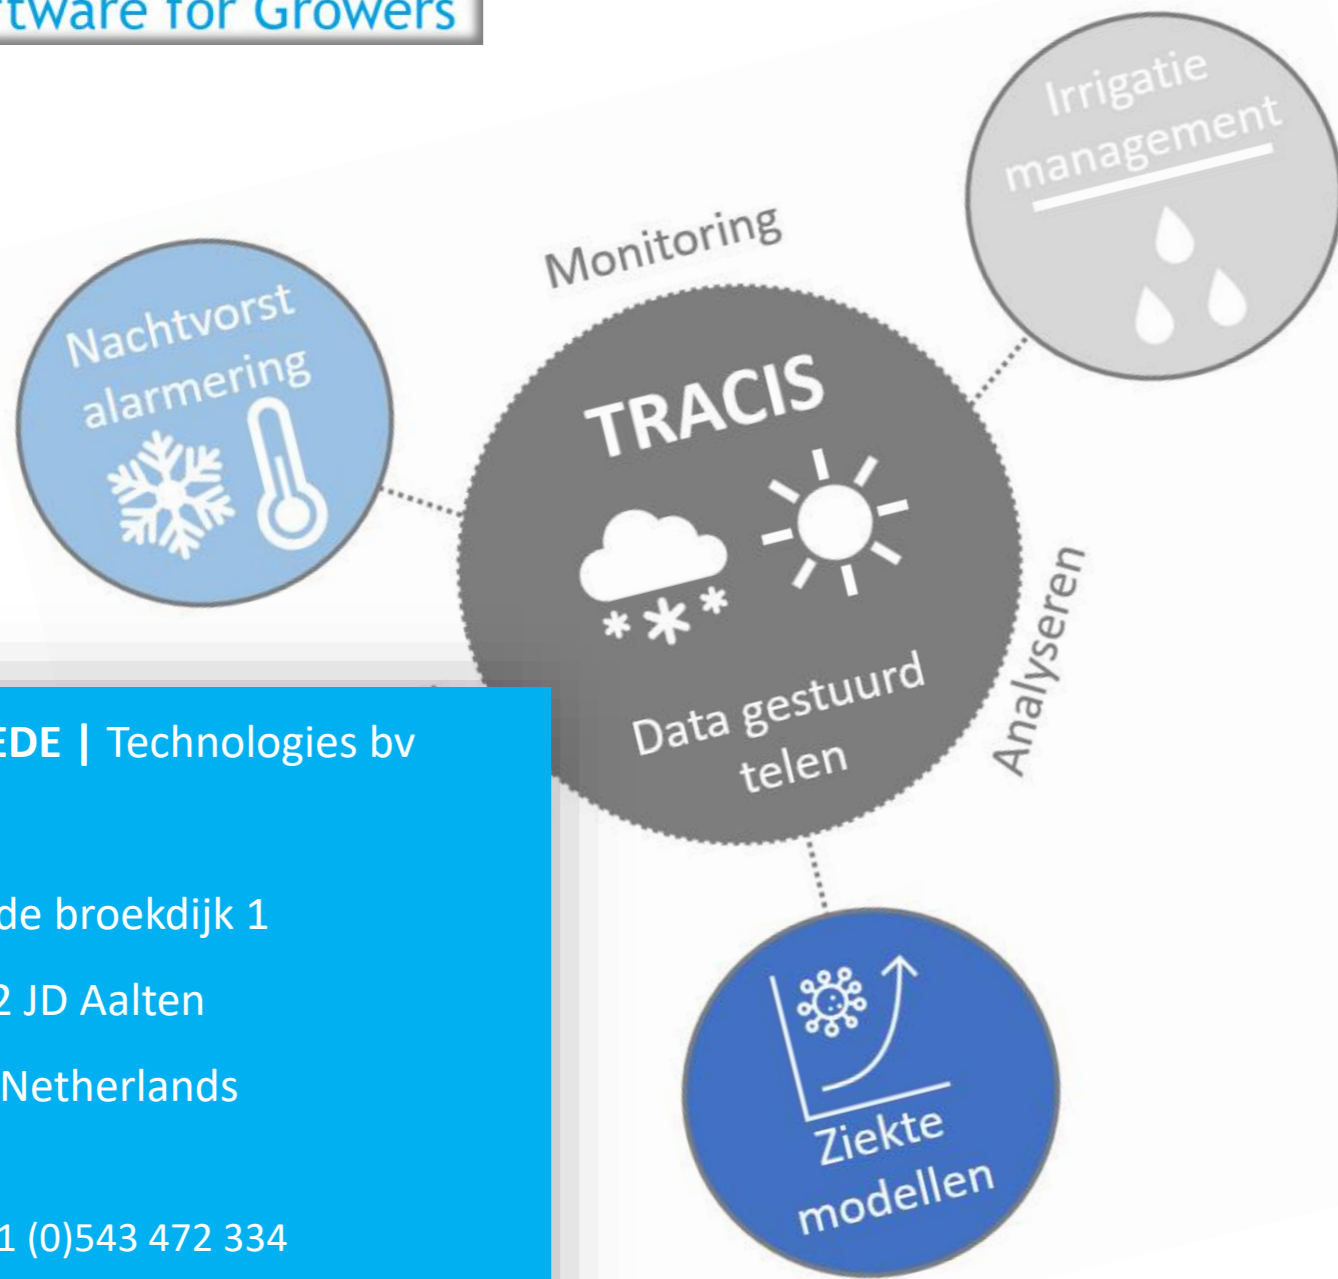 tware for Growers
Irrigatie
management
Monitoring
Nachtvorst
alarmering
TRACIS
Data gestuurd
telen
Analyseren
EDE | Technologies bv
de broekdijk 1
2 JD Aalten
Netherlands
1 (0)543 472 334
Ziekte
modellen